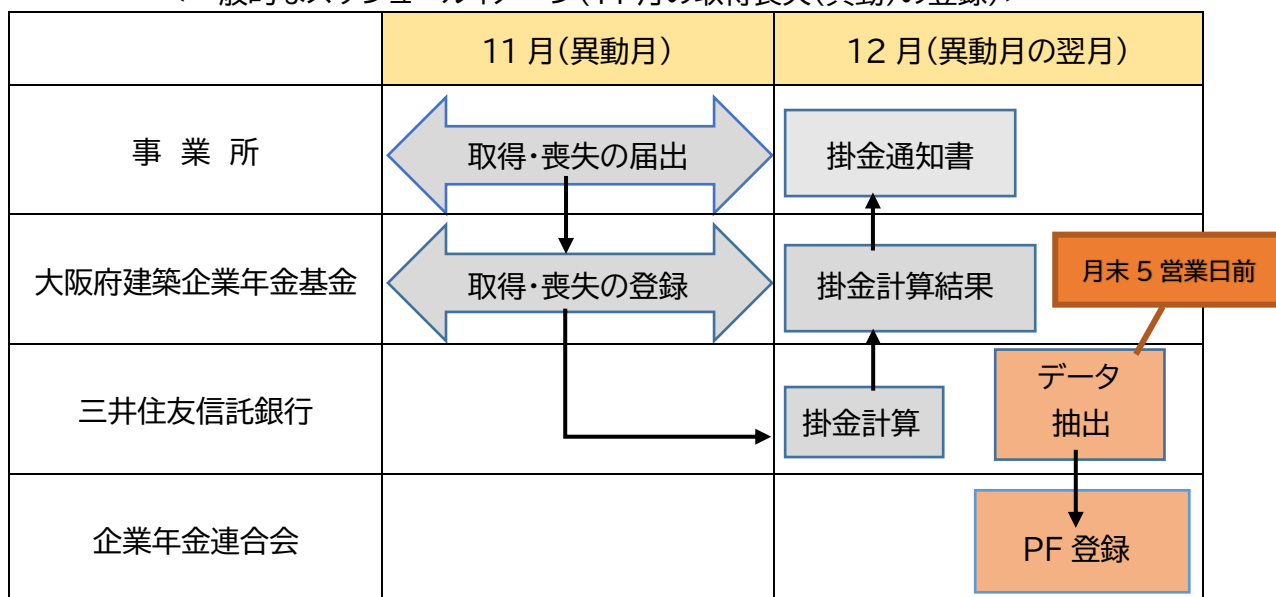 11月(異動月)
12月(異動月の翌月)
事 業 所
取得・喪失の届出
掛金通知書
大阪府建築企業年金基金
取得・喪失の登録
掛金計算結果
月末5営業日前
三井住友信託銀行
掛金計算
データ
抽出
企業年金連合会
PF 登録